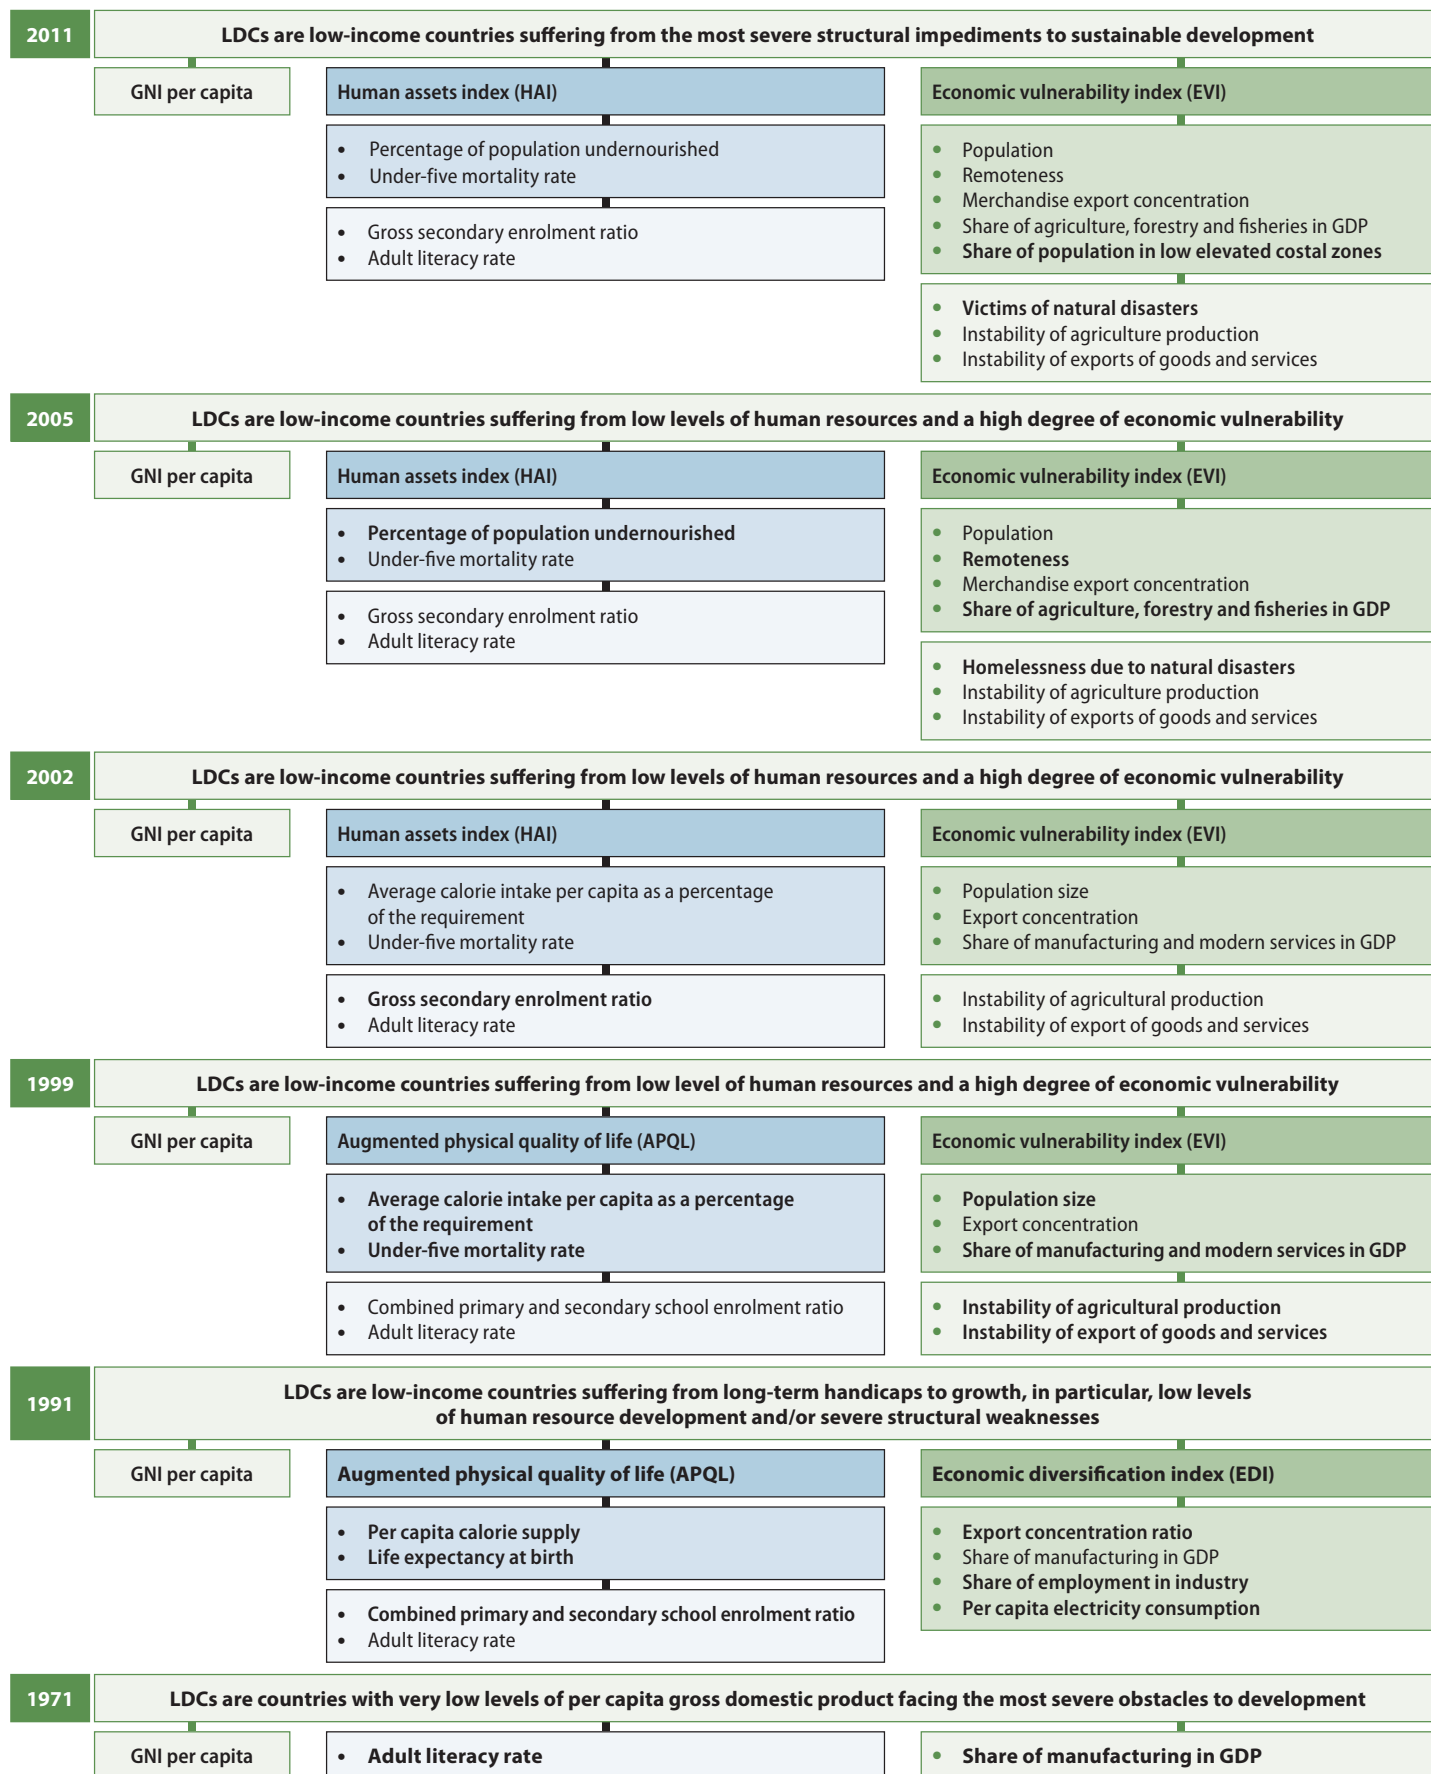 2011
LDCs are low-income countries suffering from the most severe structural impediments to sustainable development
GNI per capita
Human assets index (HAI)
• Percentage of population undernourished
• Under-five mortality rate
• Gross secondary enrolment ratio
• Adult literacy rate
Economic vulnerability index (EVI)
• Population
• Remoteness
• Merchandise export concentration
• Share of agriculture, forestry and fisheries in GDP
• Share of population in low elevated costal zones
• Victims of natural disasters
• Instability of agriculture production
• Instability of exports of goods and services
2005
LDCs are low-income countries suffering from low levels of human resources and a high degree of economic vulnerability
GNI per capita
Human assets index (HAI)
• Percentage of population undernourished
• Under-five mortality rate
• Gross secondary enrolment ratio
• Adult literacy rate
Economic vulnerability index (EVI)
• Population
• Remoteness
• Merchandise export concentration
• Share of agriculture, forestry and fisheries in GDP
• Homelessness due to natural disasters
• Instability of agriculture production
• Instability of exports of goods and services
2002
LDCs are low-income countries suffering from low levels of human resources and a high degree of economic vulnerability
GNI per capita
Human assets index (HAI)
• Average calorie intake per capita as a percentage
of the requirement
• Under-five mortality rate
• Gross secondary enrolment ratio
• Adult literacy rate
Economic vulnerability index (EVI)
• Population size
• Export concentration
• Share of manufacturing and modern services in GDP
• Instability of agricultural production
• Instability of export of goods and services
1999
LDCs are low-income countries suffering from low level of human resources and a high degree of economic vulnerability
GNI per capita
Augmented physical quality of life (APQL)
• Average calorie intake per capita as a percentage
of the requirement
• Under-five mortality rate
• Combined primary and secondary school enrolment ratio
• Adult literacy rate
Economic vulnerability index (EVI)
• Population size
• Export concentration
• Share of manufacturing and modern services in GDP
• Instability of agricultural production
• Instability of export of goods and services
1991
LDCs are low-income countries suffering from long-term handicaps to growth, in particular, low levels
of human resource development and/or severe structural weaknesses
GNI per capita
Augmented physical quality of life (APQL)
• Per capita calorie supply
• Life expectancy at birth
• Combined primary and secondary school enrolment ratio
• Adult literacy rate
Economic diversification index (EDI)
• Export concentration ratio
• Share of manufacturing in GDP
• Share of employment in industry
• Per capita electricity consumption
1971
LDCs are countries with very low levels of per capita gross domestic product facing the most severe obstacles to development
GNI per capita
• Adult literacy rate
• Share of manufacturing in GDP